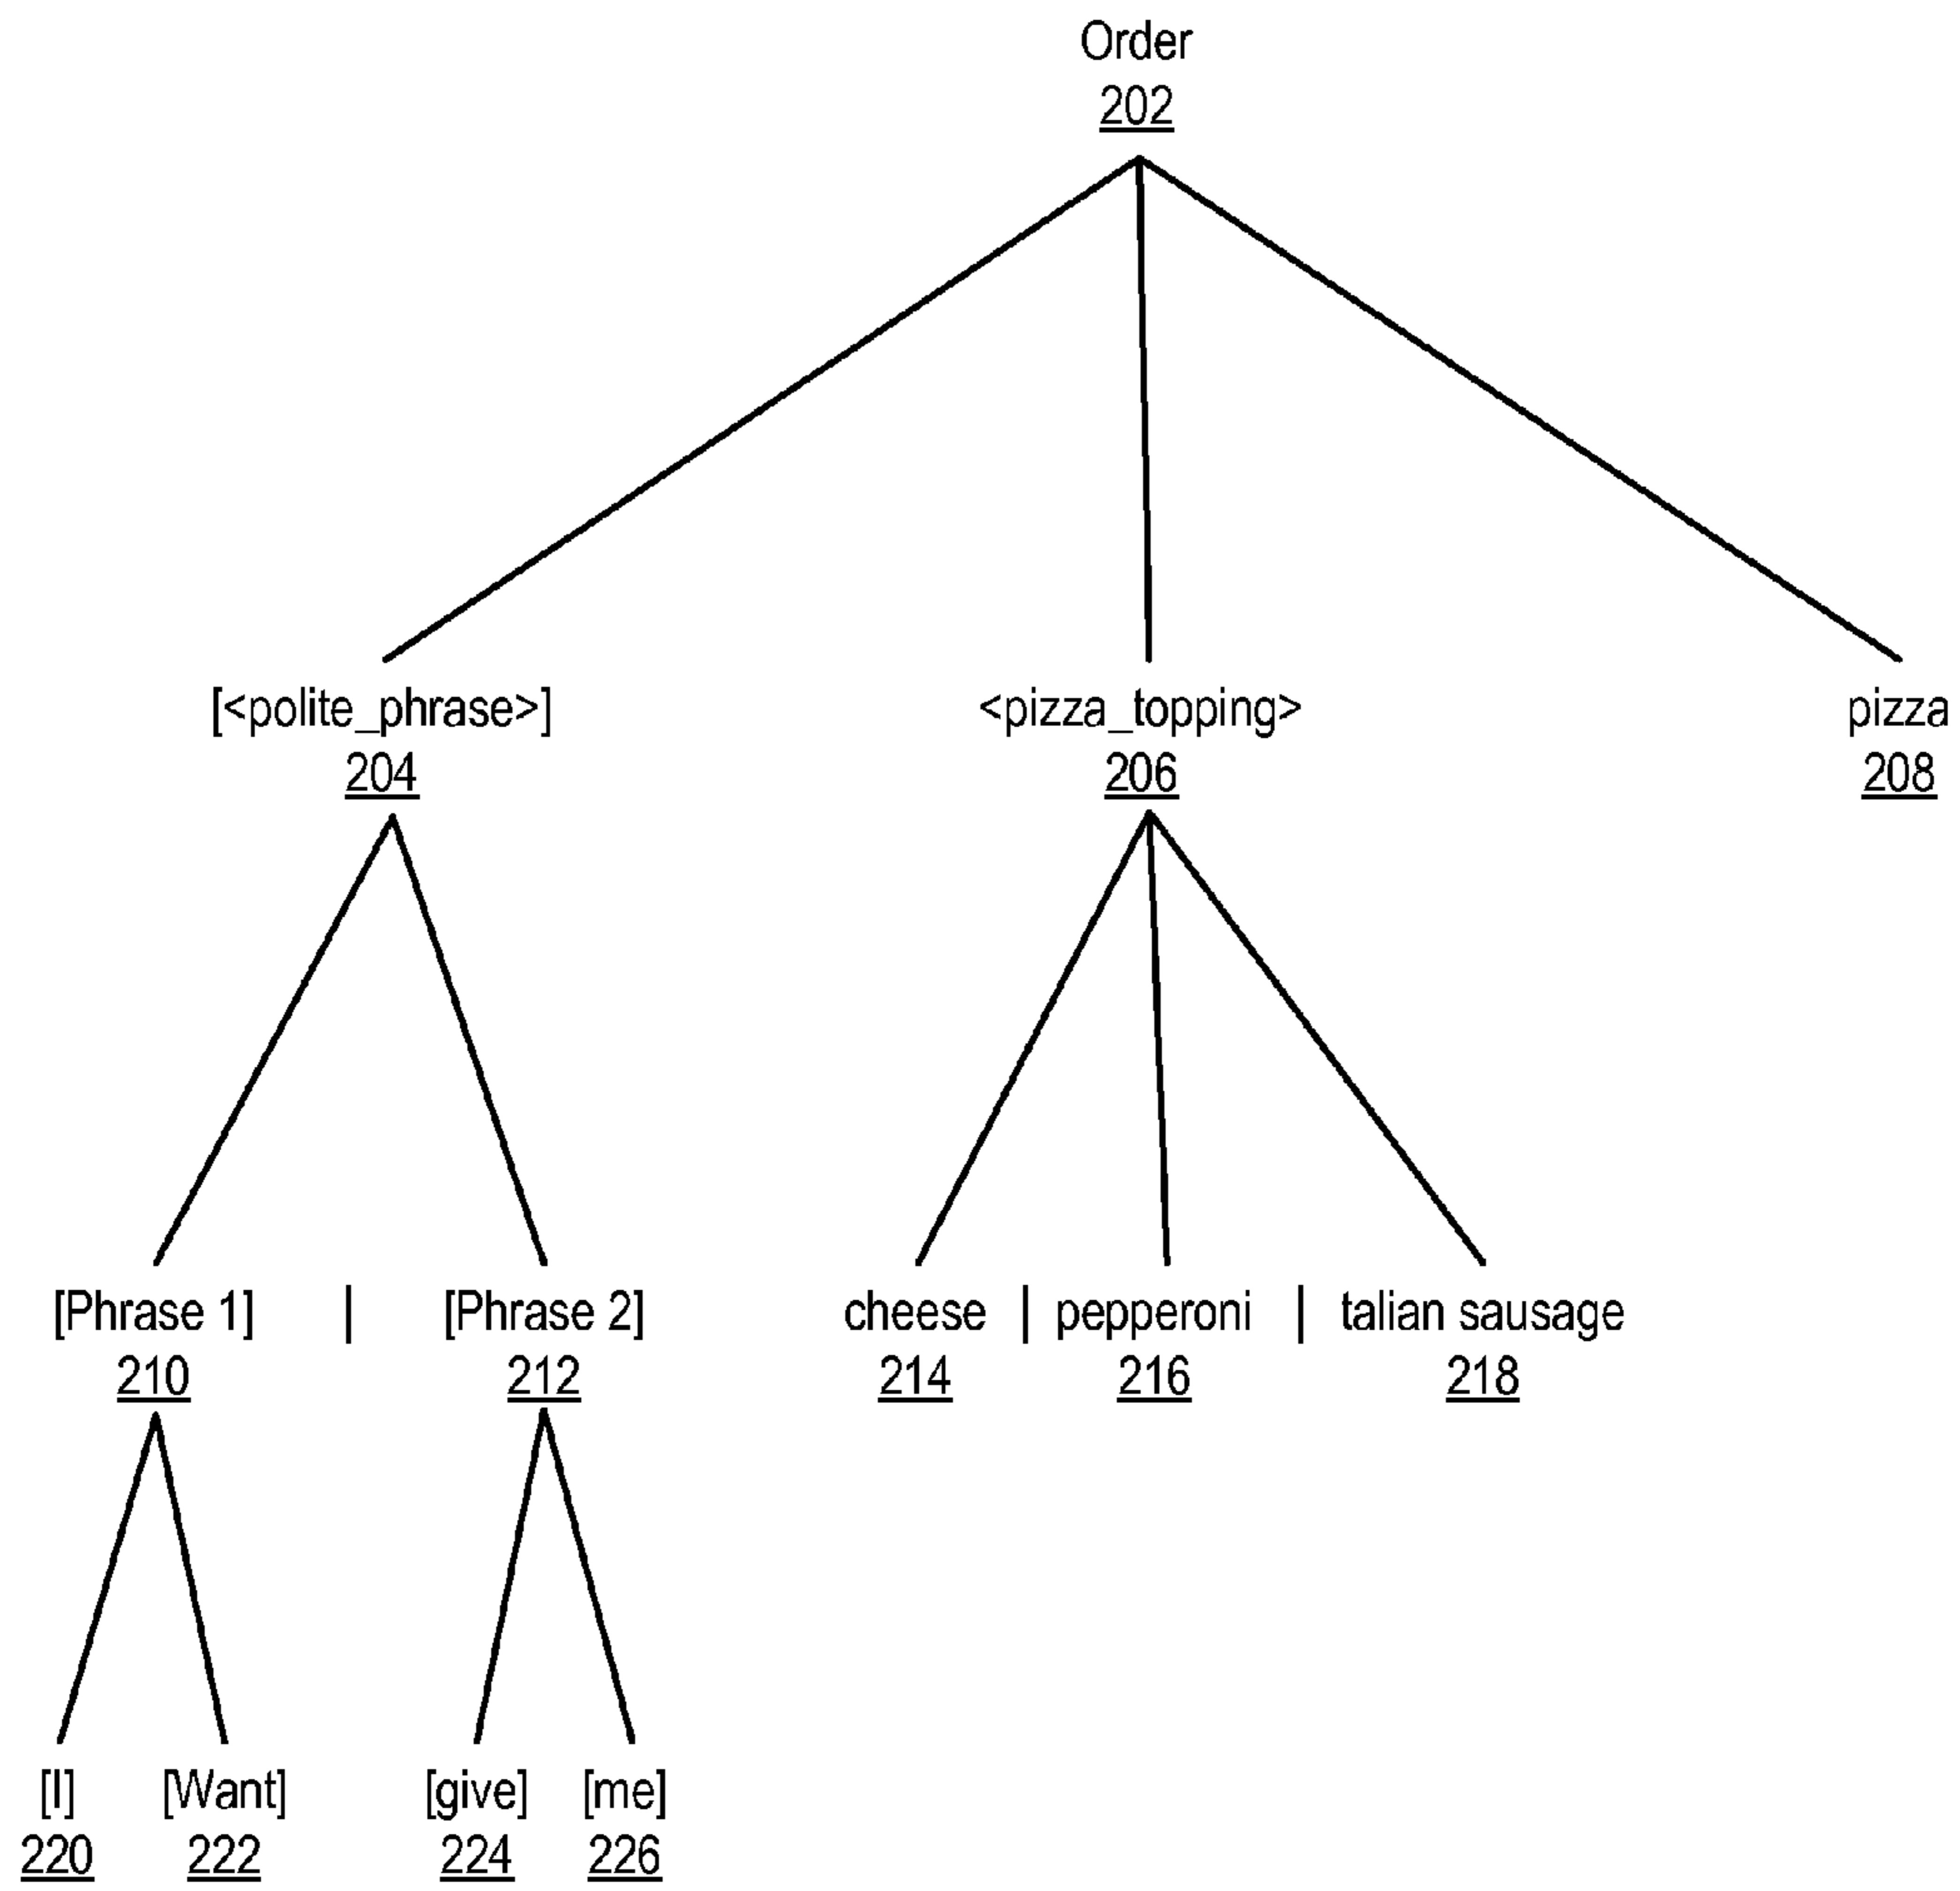 Order
202
[<polite_phrase>] <pizza_topping> pizza
204 206 208
[Phrase 1] | [Phrase 2] cheese | pepperoni | talian sausage
210 212 214 216 218
[I] [Want] [give] [me]
220 222 224 226